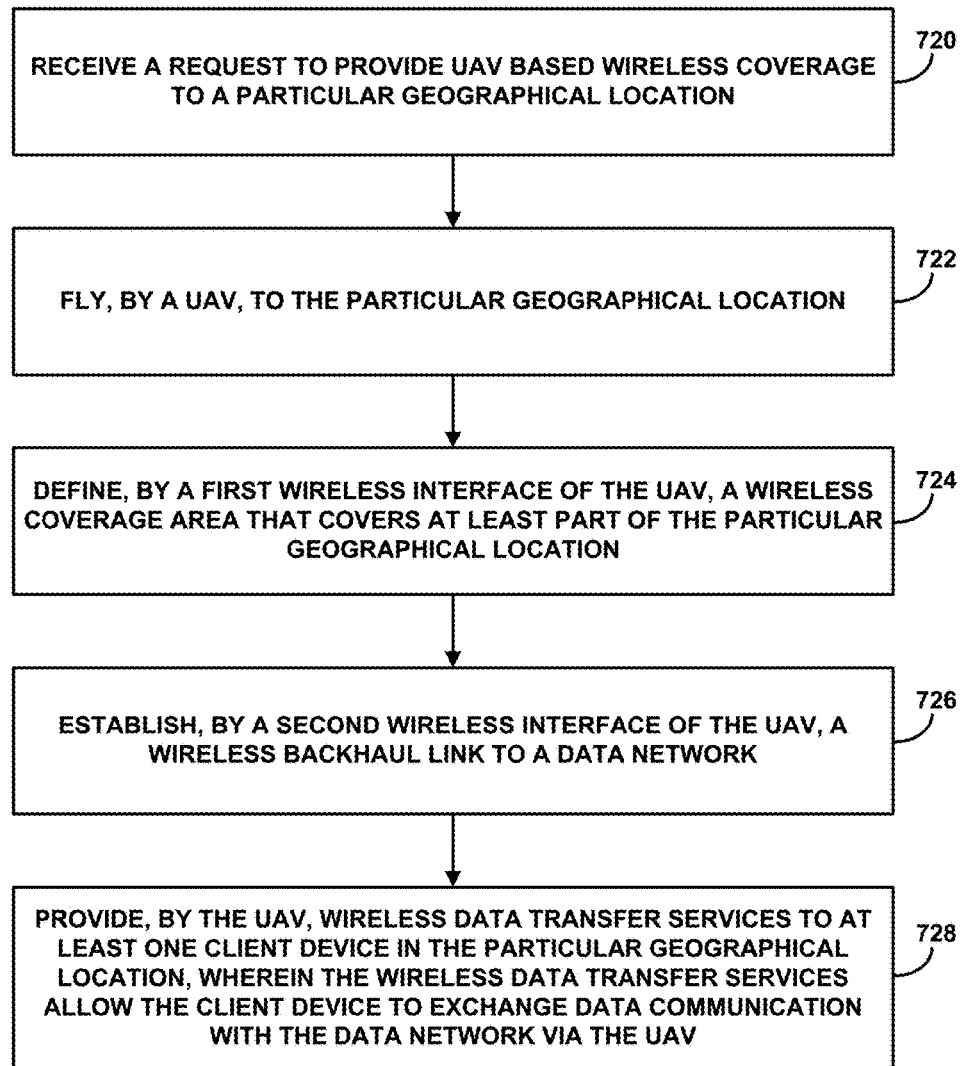 RECEIVE A REQUEST TO PROVIDE UAV BASED WIRELESS COVERAGE
TO A PARTICULAR GEOGRAPHICAL LOCATION
720
FLY, BY A UAV, TO THE PARTICULAR GEOGRAPHICAL LOCATION
722
DEFINE, BY A FIRST WIRELESS INTERFACE OF THE UAV, A WIRELESS
COVERAGE AREA THAT COVERS AT LEAST PART OF THE PARTICULAR
GEOGRAPHICAL LOCATION
724
ESTABLISH, BY A SECOND WIRELESS INTERFACE OF THE UAV, A
WIRELESS BACKHAUL LINK TO A DATA NETWORK
726
PROVIDE, BY THE UAV, WIRELESS DATA TRANSFER SERVICES TO AT
LEAST ONE CLIENT DEVICE IN THE PARTICULAR GEOGRAPHICAL
LOCATION, WHEREIN THE WIRELESS DATA TRANSFER SERVICES
ALLOW THE CLIENT DEVICE TO EXCHANGE DATA COMMUNICATION
WITH THE DATA NETWORK VIA THE UAV
728